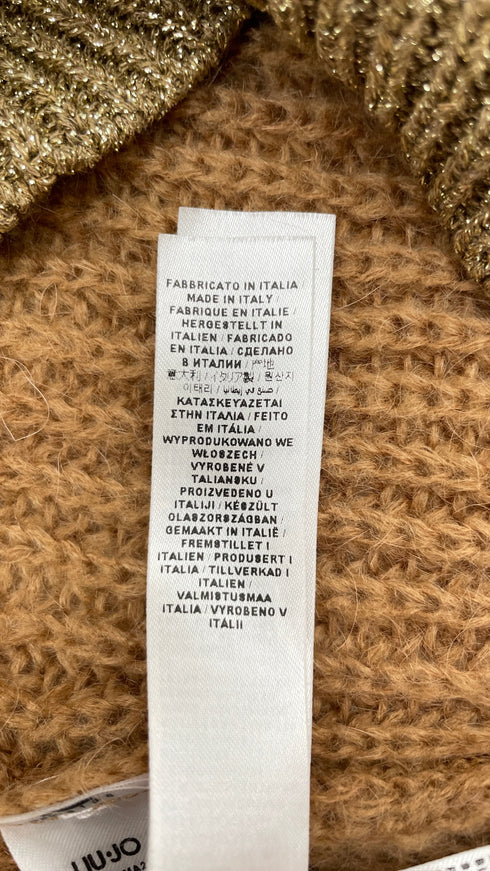 FABBRICATO IN ITALIA
MADE IN ITALY
FABRIQUE EN ITALIE /
HERGESTELLT IN
ITALIEN / FABRICADO
EN ITALIA / СДЕЛАНО
В ИТАЛИИ / 产地
意大利 / イタリア製 / 원산지
이태리 / صنع في إيطاليا /
ΚΑΤΑΣΚΕΥΑΖΕΤΑΙ
ΣΤΗΝ ΙΤΑΛΙΑ / FEITO
EM ITÁLIA /
WYPRODUKOWANO WE
WŁOSZECH /
VYROBENÉ V
TALIANSKU /
PROIZVEDENO U
ITALIJI / KÉSZÜLT
OLASZORSZÁGBAN /
GEMAAKT IN ITALIË /
FREMSTILLET I
ITALIEN / PRODUSERT I
ITALIA / TILLVERKAD I
ITALIEN /
VALMISTUSMAA
ITALIA / VYROBENO V
ITÁLII
LIU·JO